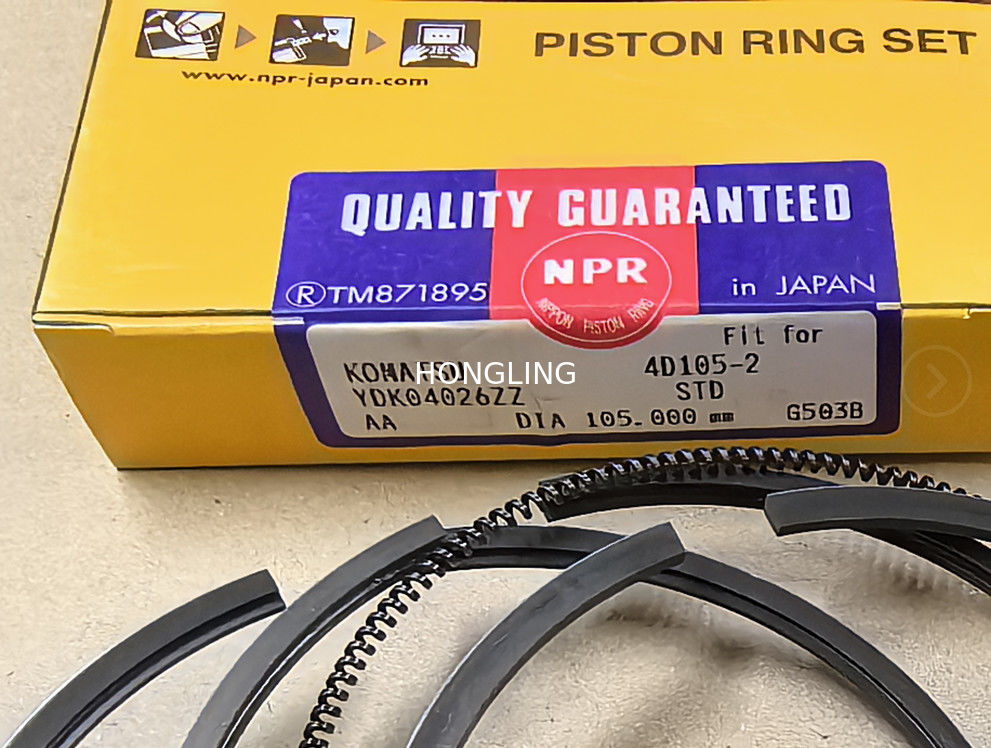 PISTON RING SET
www.npr-japan.com
QUALITY GUARANTEED
NPR
NIPPON PISTON RING
®TM871895
in JAPAN
Fit for
KOMATSU 4D105-2
HONGLING
YDK04026ZZ STD
AA DIA 105.000 mm G503B